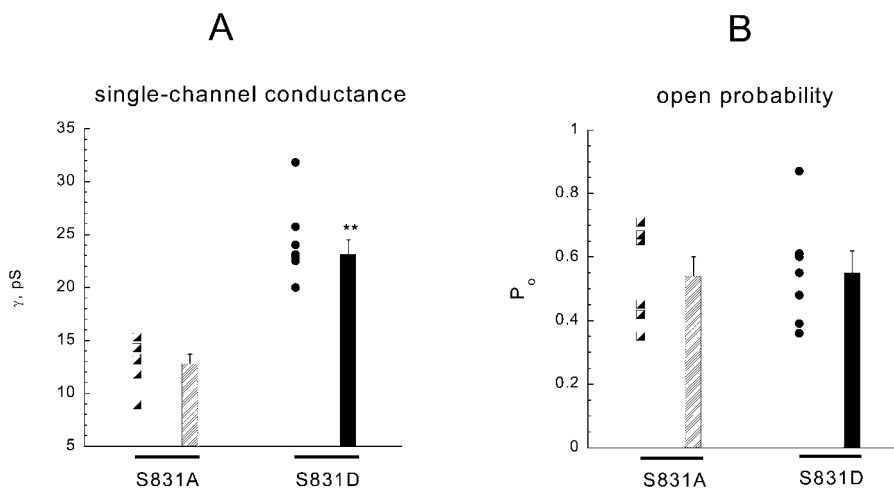 A
single-channel conductance
35
30
25
20
15
10
5
γ, pS
**
S831A
S831D
B
open probability
1
0.8
0.6
0.4
0.2
0
Po
S831A
S831D